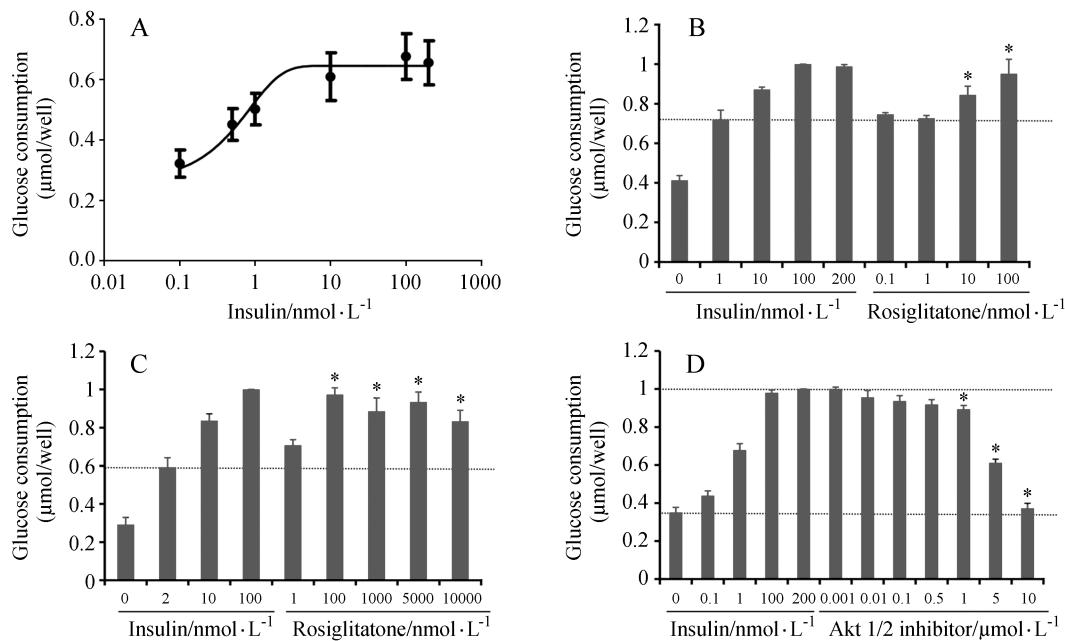 A
Glucose consumption
(μmol/well)
0.8
0.6
0.4
0.2
0.0
0.01 0.1 1 10 100 1000
Insulin/nmol·L⁻¹
B
Glucose consumption
(μmol/well)
1.2
1
0.8
0.6
0.4
0.2
0
* *
0 1 10 100 200 0.1 1 10 100
Insulin/nmol·L⁻¹ Rosiglitatone/nmol·L⁻¹
C
Glucose consumption
(μmol/well)
1.2
1
0.8
0.6
0.4
0.2
0
* * * *
0 2 10 100 1 100 1000 5000 10000
Insulin/nmol·L⁻¹ Rosiglitatone/nmol·L⁻¹
D
Glucose consumption
(μmol/well)
1.2
1
0.8
0.6
0.4
0.2
0
* * *
0 0.1 1 100 200 0.001 0.01 0.1 0.5 1 5 10
Insulin/nmol·L⁻¹ Akt 1/2 inhibitor/μmol·L⁻¹